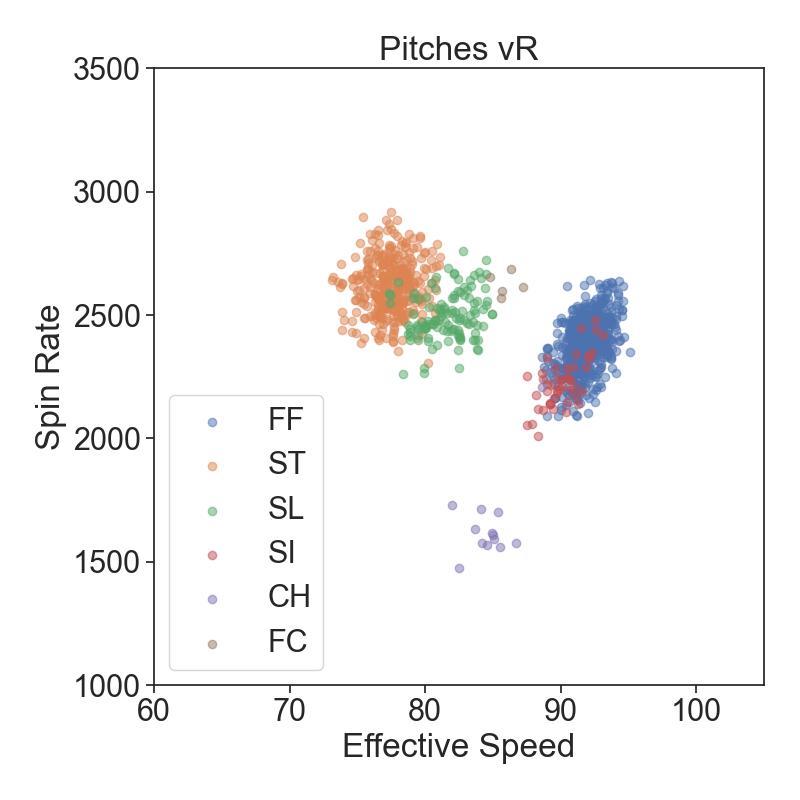 Pitches vR
3500
3000
2500
2000
1500
1000
Spin Rate
FF
ST
SL
SI
CH
FC
60 70 80 90 100
Effective Speed